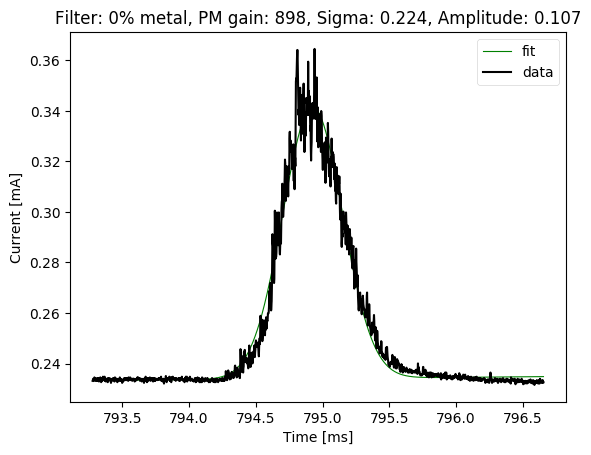 Filter: 0% metal, PM gain: 898, Sigma: 0.224, Amplitude: 0.107
fit
data
0.36
0.34
0.32
0.30
0.28
0.26
0.24
Current [mA]
793.5 794.0 794.5 795.0 795.5 796.0 796.5
Time [ms]